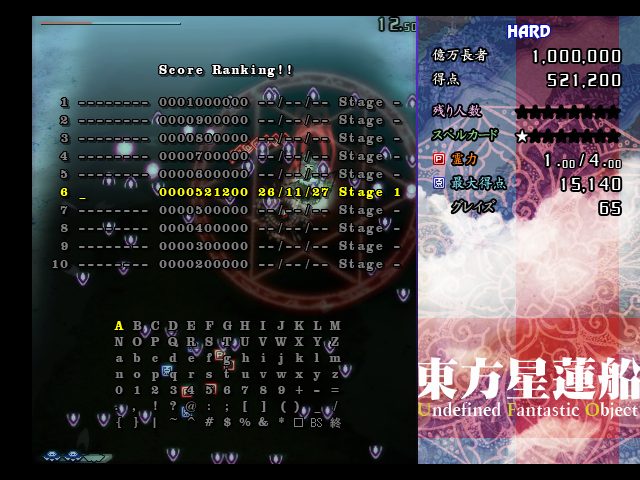 12.50
HARD
Score Ranking!!
億万長者 1,000,000
得点 521,200
1 -------- 0001000000 --/--/-- Stage -
2 -------- 0000900000 --/--/-- Stage -
3 -------- 0000800000 --/--/-- Stage -
4 -------- 0000700000 --/--/-- Stage -
5 -------- 0000600000 --/--/-- Stage -
6 _ 0000521200 26/11/27 Stage 1
7 -------- 0000500000 --/--/-- Stage -
8 -------- 0000400000 --/--/-- Stage -
9 -------- 0000300000 --/--/-- Stage -
10 -------- 0000200000 --/--/-- Stage -
残り人数
スペルカード
P 霊力 1.00/4.00
最大得点 15,140
グレイズ 65
A B C D E F G H I J K L M
N O P Q R S T U V W X Y Z
a b c d e f g h i j k l m
n o p q r s t u v w x y z
0 1 2 3 4 5 6 7 8 9 + - =
. , ! ? @ : ; [ ] ( ) _ /
{ } | ~ ^ # $ % & * □ BS 終
東方星蓮船
Undefined Fantastic Object